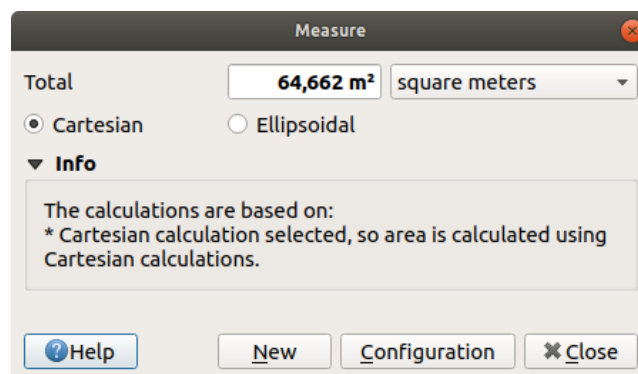 Measure
Total 64,662 m² square meters
Cartesian Ellipsoidal
Info
The calculations are based on:
* Cartesian calculation selected, so area is calculated using
Cartesian calculations.
Help New Configuration Close